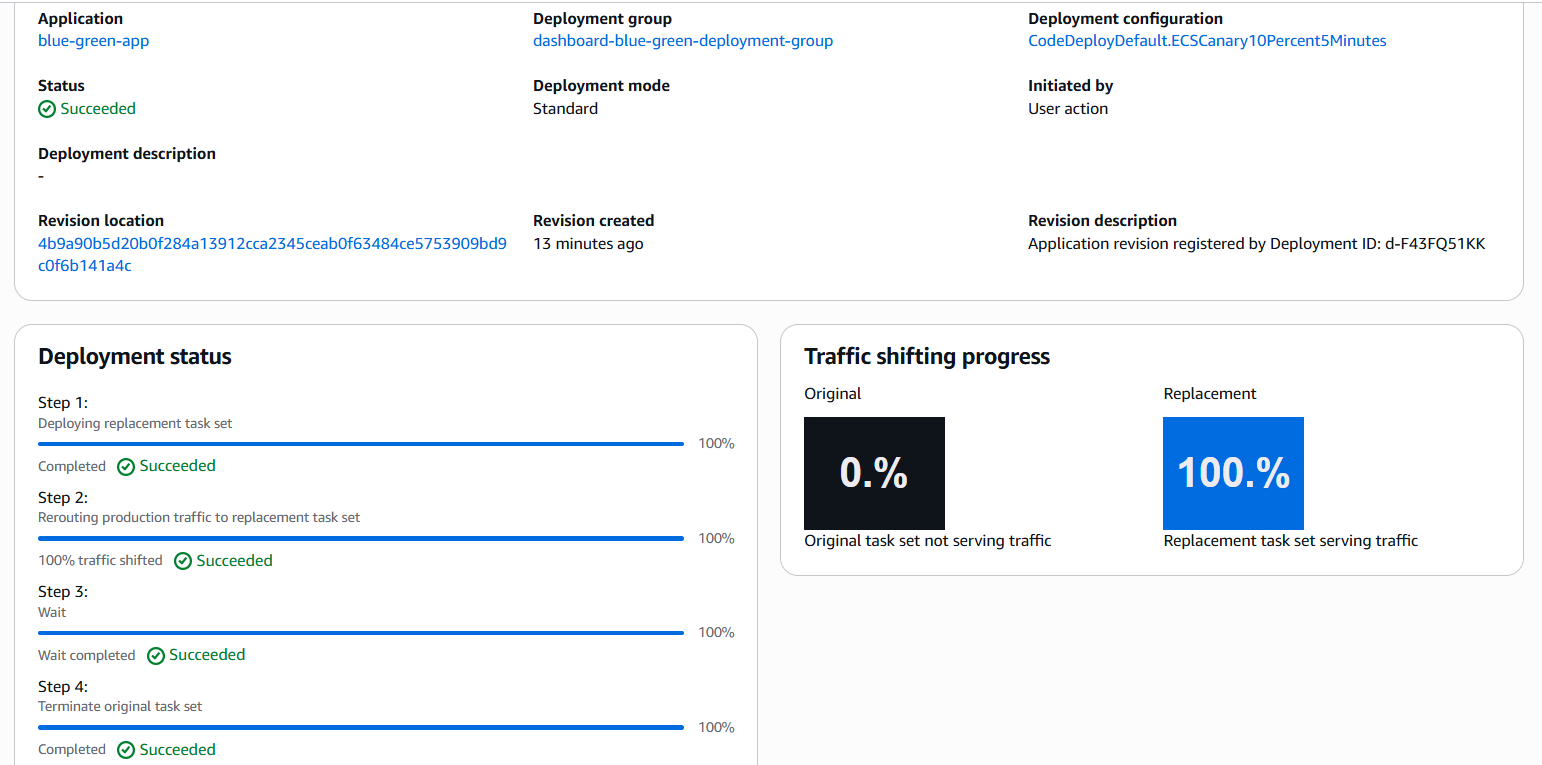 Application
Deployment group
Deployment configuration
blue-green-app
dashboard-blue-green-deployment-group
CodeDeployDefault.ECSCanary10Percent5Minutes
Status
Deployment mode
Initiated by
Succeeded
Standard
User action
Deployment description
-
Revision location
Revision created
Revision description
4b9a90b5d20b0f284a13912cca2345ceab0f63484ce5753909bd9
c0f6b141a4c
13 minutes ago
Application revision registered by Deployment ID: d-F43FQ51KK
Deployment status
Step 1:
Deploying replacement task set
100%
Completed Succeeded
Step 2:
Rerouting production traffic to replacement task set
100%
100% traffic shifted Succeeded
Step 3:
Wait
100%
Wait completed Succeeded
Step 4:
Terminate original task set
100%
Completed Succeeded
Traffic shifting progress
Original
Replacement
0.%
100.%
Original task set not serving traffic
Replacement task set serving traffic